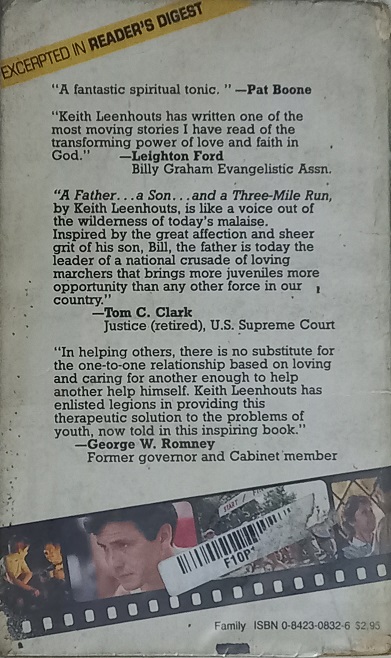 EXCERPTED IN READER'S DIGEST
"A fantastic spiritual tonic. " —Pat Boone
"Keith Leenhouts has written one of the
most moving stories I have read of the
transforming power of love and faith in
God." —Leighton Ford
Billy Graham Evangelistic Assn.
"A Father. . .a Son. . .and a Three-Mile Run,
by Keith Leenhouts, is like a voice out of
the wilderness of today's malaise.
Inspired by the great affection and sheer
grit of his son, Bill, the father is today the
leader of a national crusade of loving
marchers that brings more juveniles more
opportunity than any other force in our
country."
—Tom C. Clark
Justice (retired), U.S. Supreme Court
"In helping others, there is no substitute for
the one-to-one relationship based on loving
and caring for another enough to help
another help himself. Keith Leenhouts has
enlisted legions in providing this
therapeutic solution to the problems of
youth, now told in this inspiring book."
—George W. Romney
Former governor and Cabinet member
START
Family ISBN 0-8423-0832-6 $2.95